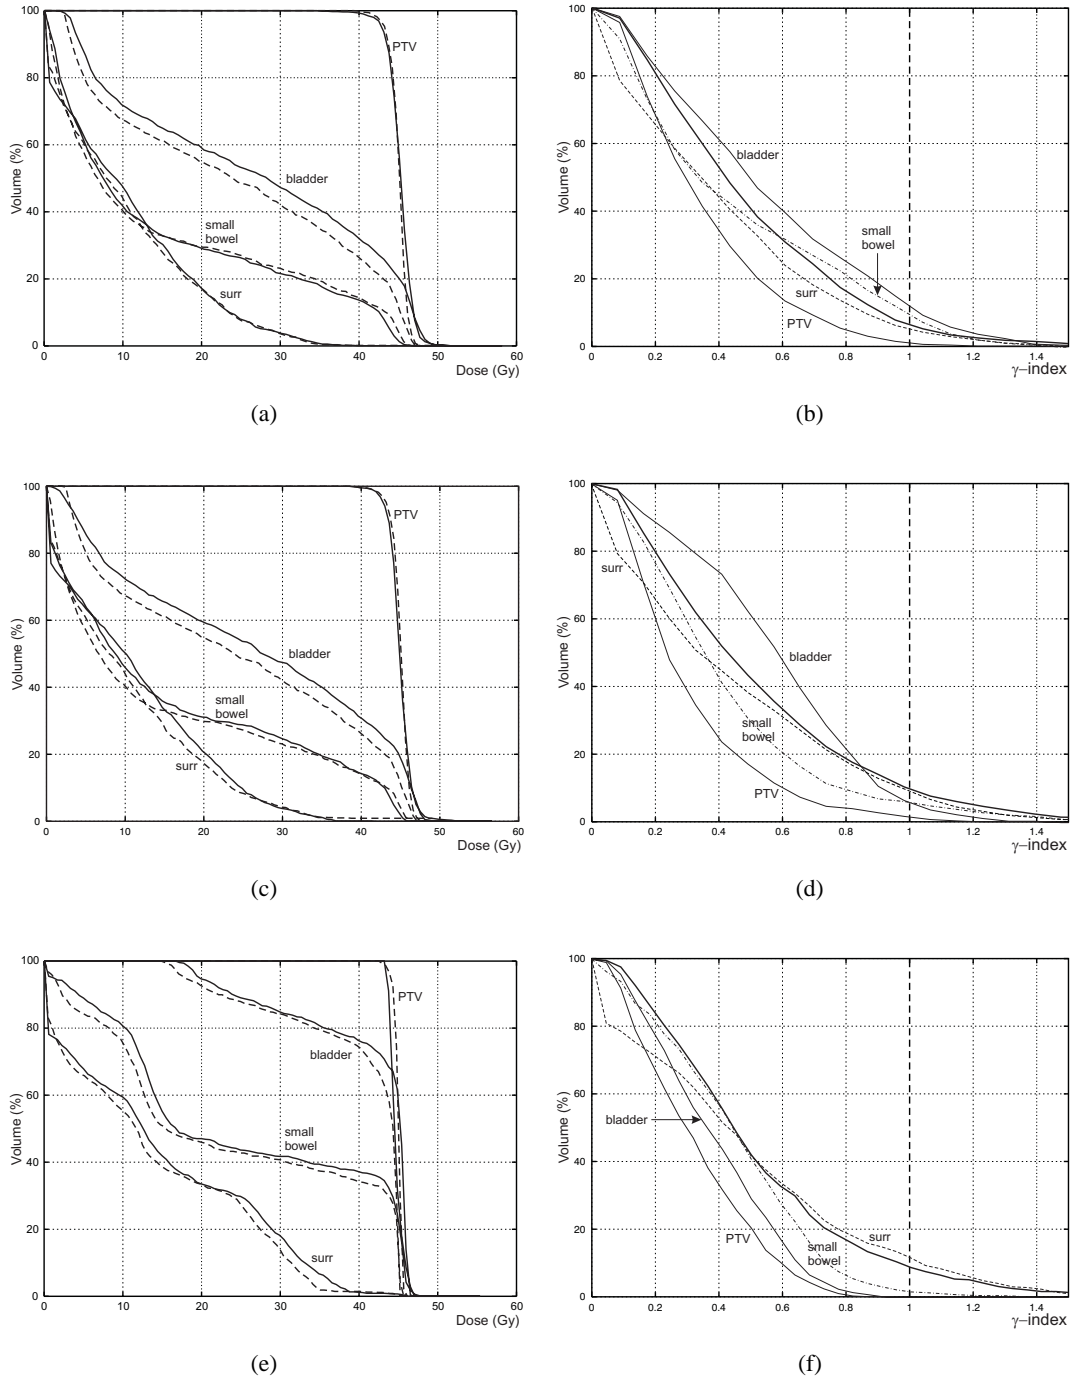 100
80
60
40
20
0
Volume (%)
0 10 20 30 40 50 60
Dose (Gy)
PTV
bladder
small
bowel
surr
(a)
100
80
60
40
20
0
Volume (%)
0.2 0.4 0.6 0.8 1 1.2 1.4
γ−index
bladder
small
bowel
surr
PTV
(b)
100
80
60
40
20
0
Volume (%)
0 10 20 30 40 50 60
Dose (Gy)
PTV
bladder
small
bowel
surr
(c)
100
80
60
40
20
0
Volume (%)
0.2 0.4 0.6 0.8 1 1.2 1.4
γ−index
surr
bladder
small
bowel
PTV
(d)
100
80
60
40
20
0
Volume (%)
0 10 20 30 40 50 60
Dose (Gy)
PTV
bladder
small
bowel
surr
(e)
100
80
60
40
20
0
Volume (%)
0.2 0.4 0.6 0.8 1 1.2 1.4
γ−index
bladder
PTV
small
bowel
surr
(f)